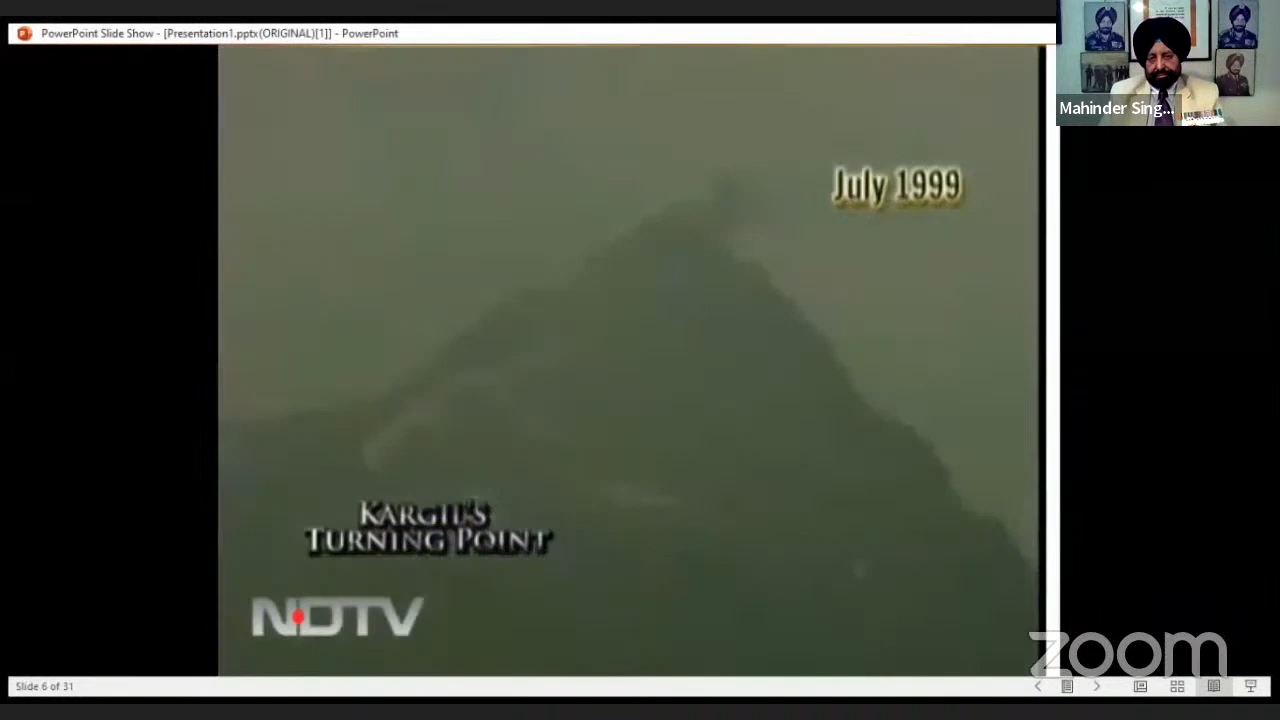 PowerPoint Slide Show - [Presentation1.pptx(ORIGINAL)[1]] - PowerPoint
Mahinder Sing...
July 1999
KARGIL'S
TURNING POINT
NDTV
zoom
Slide 6 of 31